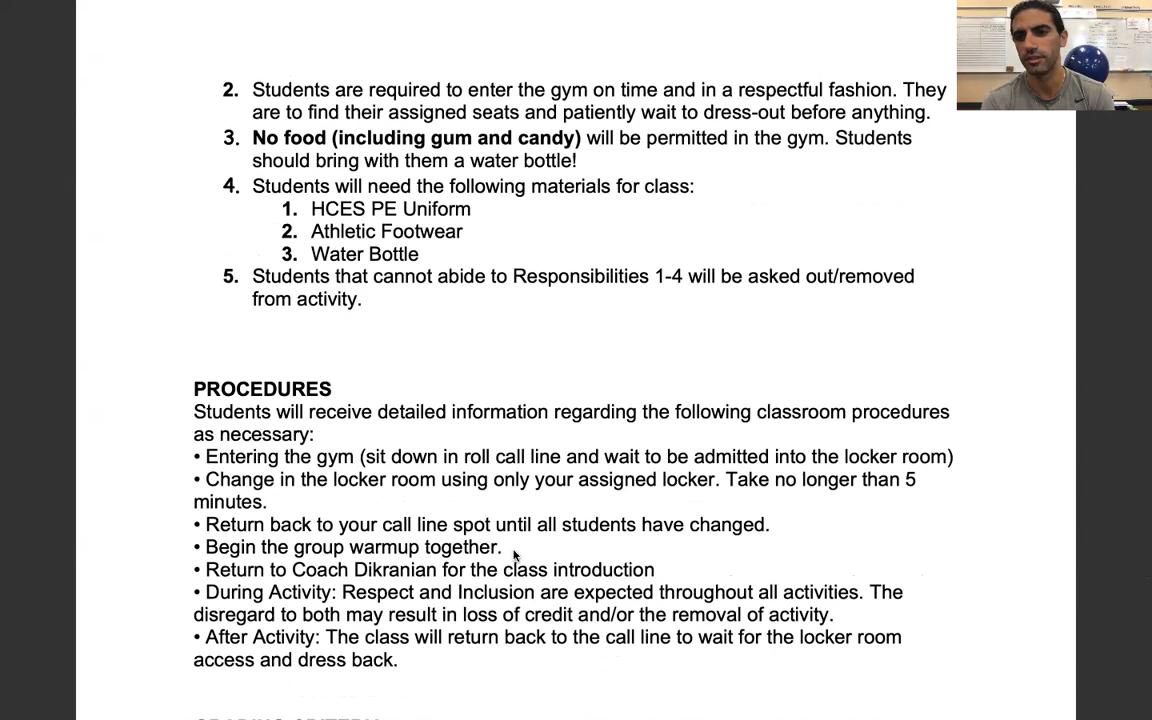 2. Students are required to enter the gym on time and in a respectful fashion. They
are to find their assigned seats and patiently wait to dress-out before anything.
3. No food (including gum and candy) will be permitted in the gym. Students
should bring with them a water bottle!
4. Students will need the following materials for class:
1. HCES PE Uniform
2. Athletic Footwear
3. Water Bottle
5. Students that cannot abide to Responsibilities 1-4 will be asked out/removed
from activity.
PROCEDURES
Students will receive detailed information regarding the following classroom procedures
as necessary:
• Entering the gym (sit down in roll call line and wait to be admitted into the locker room)
• Change in the locker room using only your assigned locker. Take no longer than 5
minutes.
• Return back to your call line spot until all students have changed.
• Begin the group warmup together.
• Return to Coach Dikranian for the class introduction
• During Activity: Respect and Inclusion are expected throughout all activities. The
disregard to both may result in loss of credit and/or the removal of activity.
• After Activity: The class will return back to the call line to wait for the locker room
access and dress back.